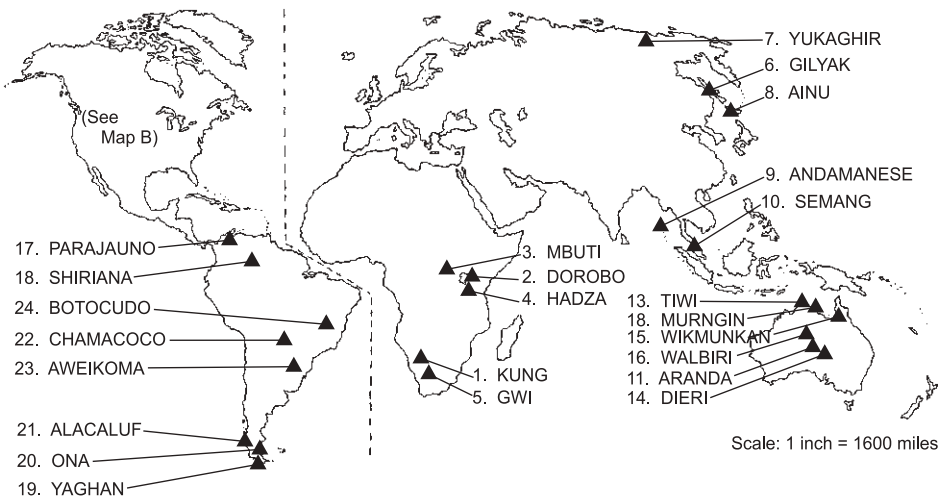 7. YUKAGHIR
6. GILYAK
8. AINU
(See
Map B)
9. ANDAMANESE
10. SEMANG
17. PARAJAUNO
18. SHIRIANA
24. BOTOCUDO
22. CHAMACOCO
23. AWEIKOMA
21. ALACALUF
20. ONA
19. YAGHAN
3. MBUTI
2. DOROBO
4. HADZA
1. KUNG
5. GWI
13. TIWI
18. MURNGIN
15. WIKMUNKAN
16. WALBIRI
11. ARANDA
14. DIERI
Scale: 1 inch = 1600 miles